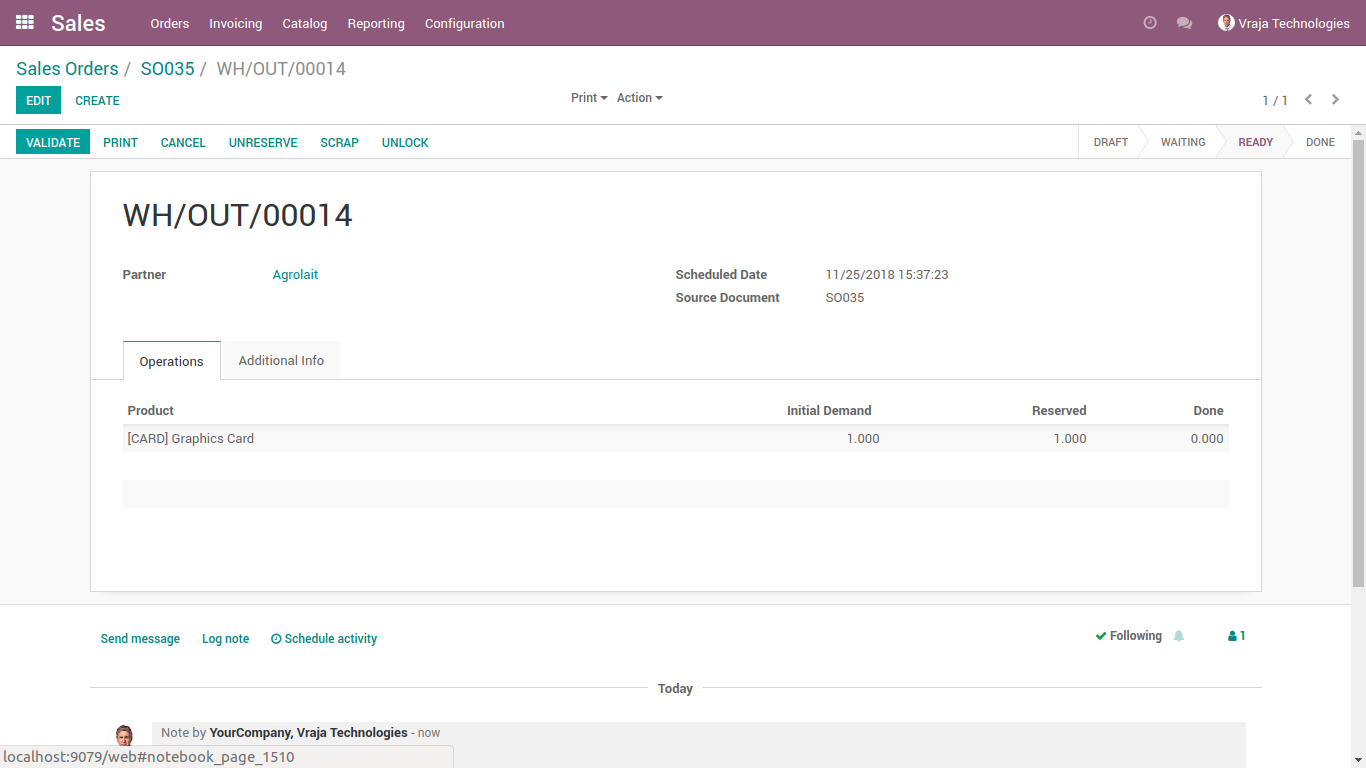 Sales Orders Invoicing Catalog Reporting Configuration Vraja Technologies
Sales Orders / SO035 / WH/OUT/00014
EDIT CREATE Print Action 1 / 1
VALIDATE PRINT CANCEL UNRESERVE SCRAP UNLOCK DRAFT WAITING READY DONE
WH/OUT/00014
Partner Agrolait Scheduled Date 11/25/2018 15:37:23
Source Document SO035
Operations Additional Info
Product Initial Demand Reserved Done
[CARD] Graphics Card 1.000 1.000 0.000
Send message Log note Schedule activity Following 1
Today
Note by YourCompany, Vraja Technologies - now
localhost:9079/web#notebook_page_1510